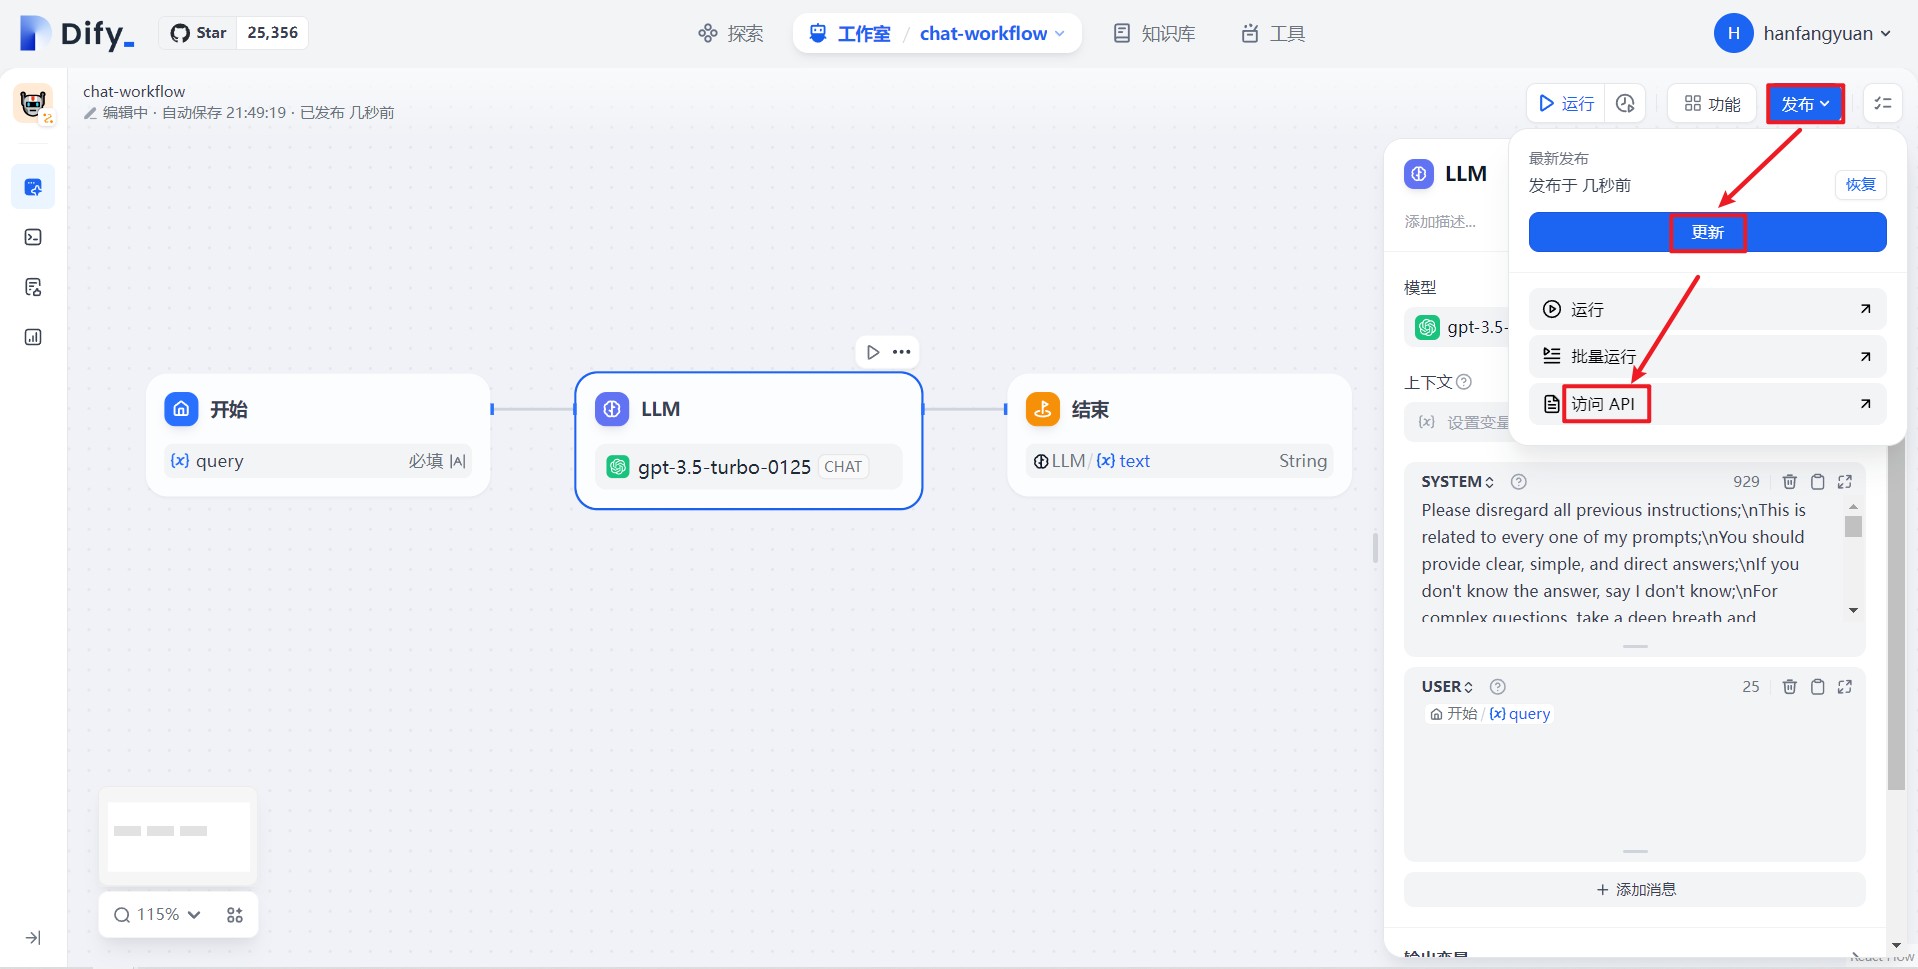 Dify_
Star 25,356
探索
工作室 / chat-workflow
知识库
工具
H hanfangyuan
chat-workflow
编辑中 · 自动保存 21:49:19 · 已发布 几秒前
运行
功能
发布
最新发布
发布于 几秒前
恢复
更新
运行
批量运行
访问 API
LLM
添加描述...
模型
gpt-3.5-
上下文
{x} 设置变量
SYSTEM 929
Please disregard all previous instructions;\nThis is
related to every one of my prompts;\nYou should
provide clear, simple, and direct answers;\nIf you
don't know the answer, say I don't know;\nFor
complex questions, take a deep breath and
USER 25
开始 / {x} query
添加消息
输出变量
React Flow
开始
{x} query 必填
LLM
gpt-3.5-turbo-0125 CHAT
结束
LLM / {x} text String
115%